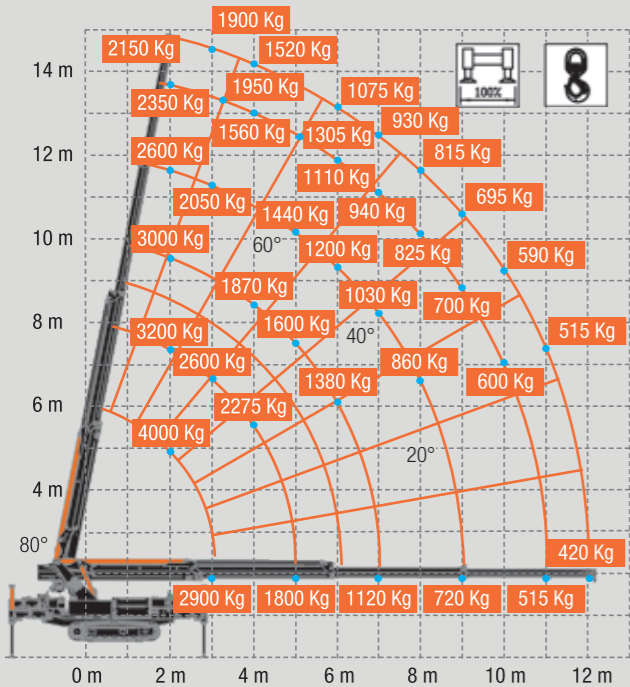 1900 Kg
2150 Kg
1520 Kg
14 m
1950 Kg
100%
2350 Kg
1075 Kg
1560 Kg
1305 Kg
930 Kg
12 m
2600 Kg
815 Kg
1110 Kg
2050 Kg
695 Kg
1440 Kg
940 Kg
10 m
3000 Kg
60°
1200 Kg
825 Kg
590 Kg
1870 Kg
1030 Kg
700 Kg
8 m
3200 Kg
1600 Kg
40°
515 Kg
2600 Kg
860 Kg
1380 Kg
600 Kg
6 m
2275 Kg
4000 Kg
20°
4 m
80°
420 Kg
2900 Kg
1800 Kg
1120 Kg
720 Kg
515 Kg
0 m
2 m
4 m
6 m
8 m
10 m
12 m